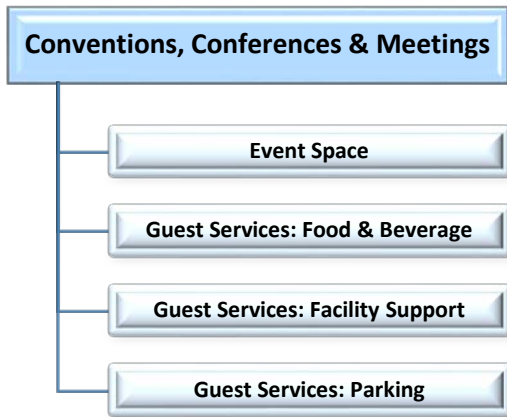 Conventions, Conferences & Meetings
Event Space
Guest Services: Food & Beverage
Guest Services: Facility Support
Guest Services: Parking